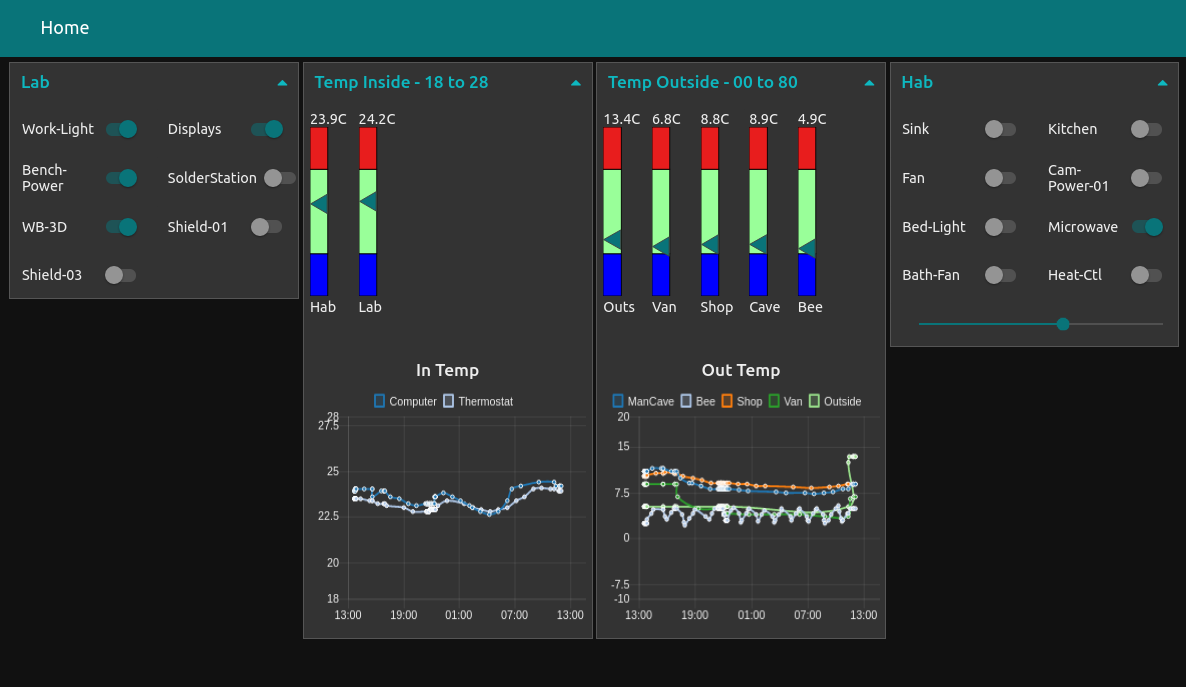 Home
Lab
Work-Light
Displays
Bench-
Power
SolderStation
WB-3D
Shield-01
Shield-03
Temp Inside - 18 to 28
23.9C
24.2C
Hab
Lab
In Temp
Computer
Thermostat
28
27.5
25
22.5
20
18
13:00
19:00
01:00
07:00
13:00
Temp Outside - 00 to 80
13.4C
6.8C
8.8C
8.9C
4.9C
Outs
Van
Shop
Cave
Bee
Out Temp
ManCave
Bee
Shop
Van
Outside
20
15
7.5
0
-7.5
-10
13:00
19:00
01:00
07:00
13:00
Hab
Sink
Kitchen
Fan
Cam-
Power-01
Bed-Light
Microwave
Bath-Fan
Heat-Ctl